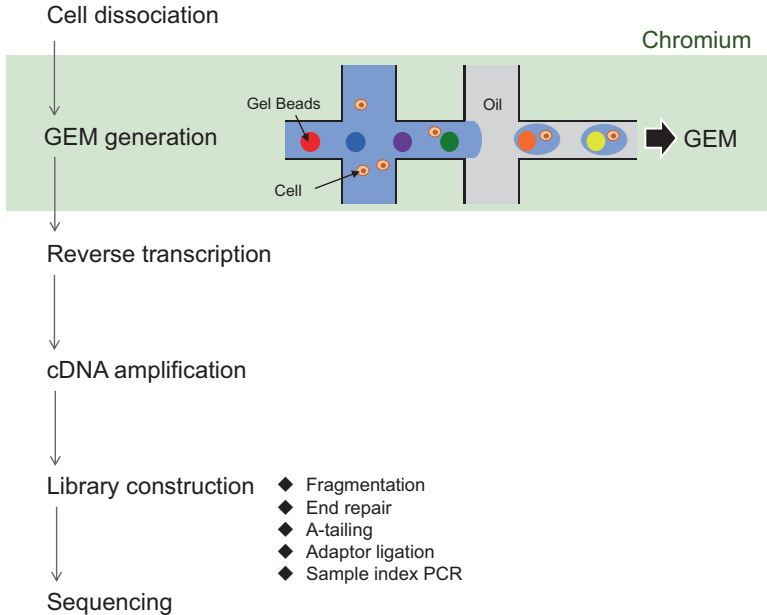 Cell dissociation
Chromium
GEM generation
Gel Beads
Oil
GEM
Cell
Reverse transcription
cDNA amplification
Library construction
◆ Fragmentation
◆ End repair
◆ A-tailing
◆ Adaptor ligation
◆ Sample index PCR
Sequencing